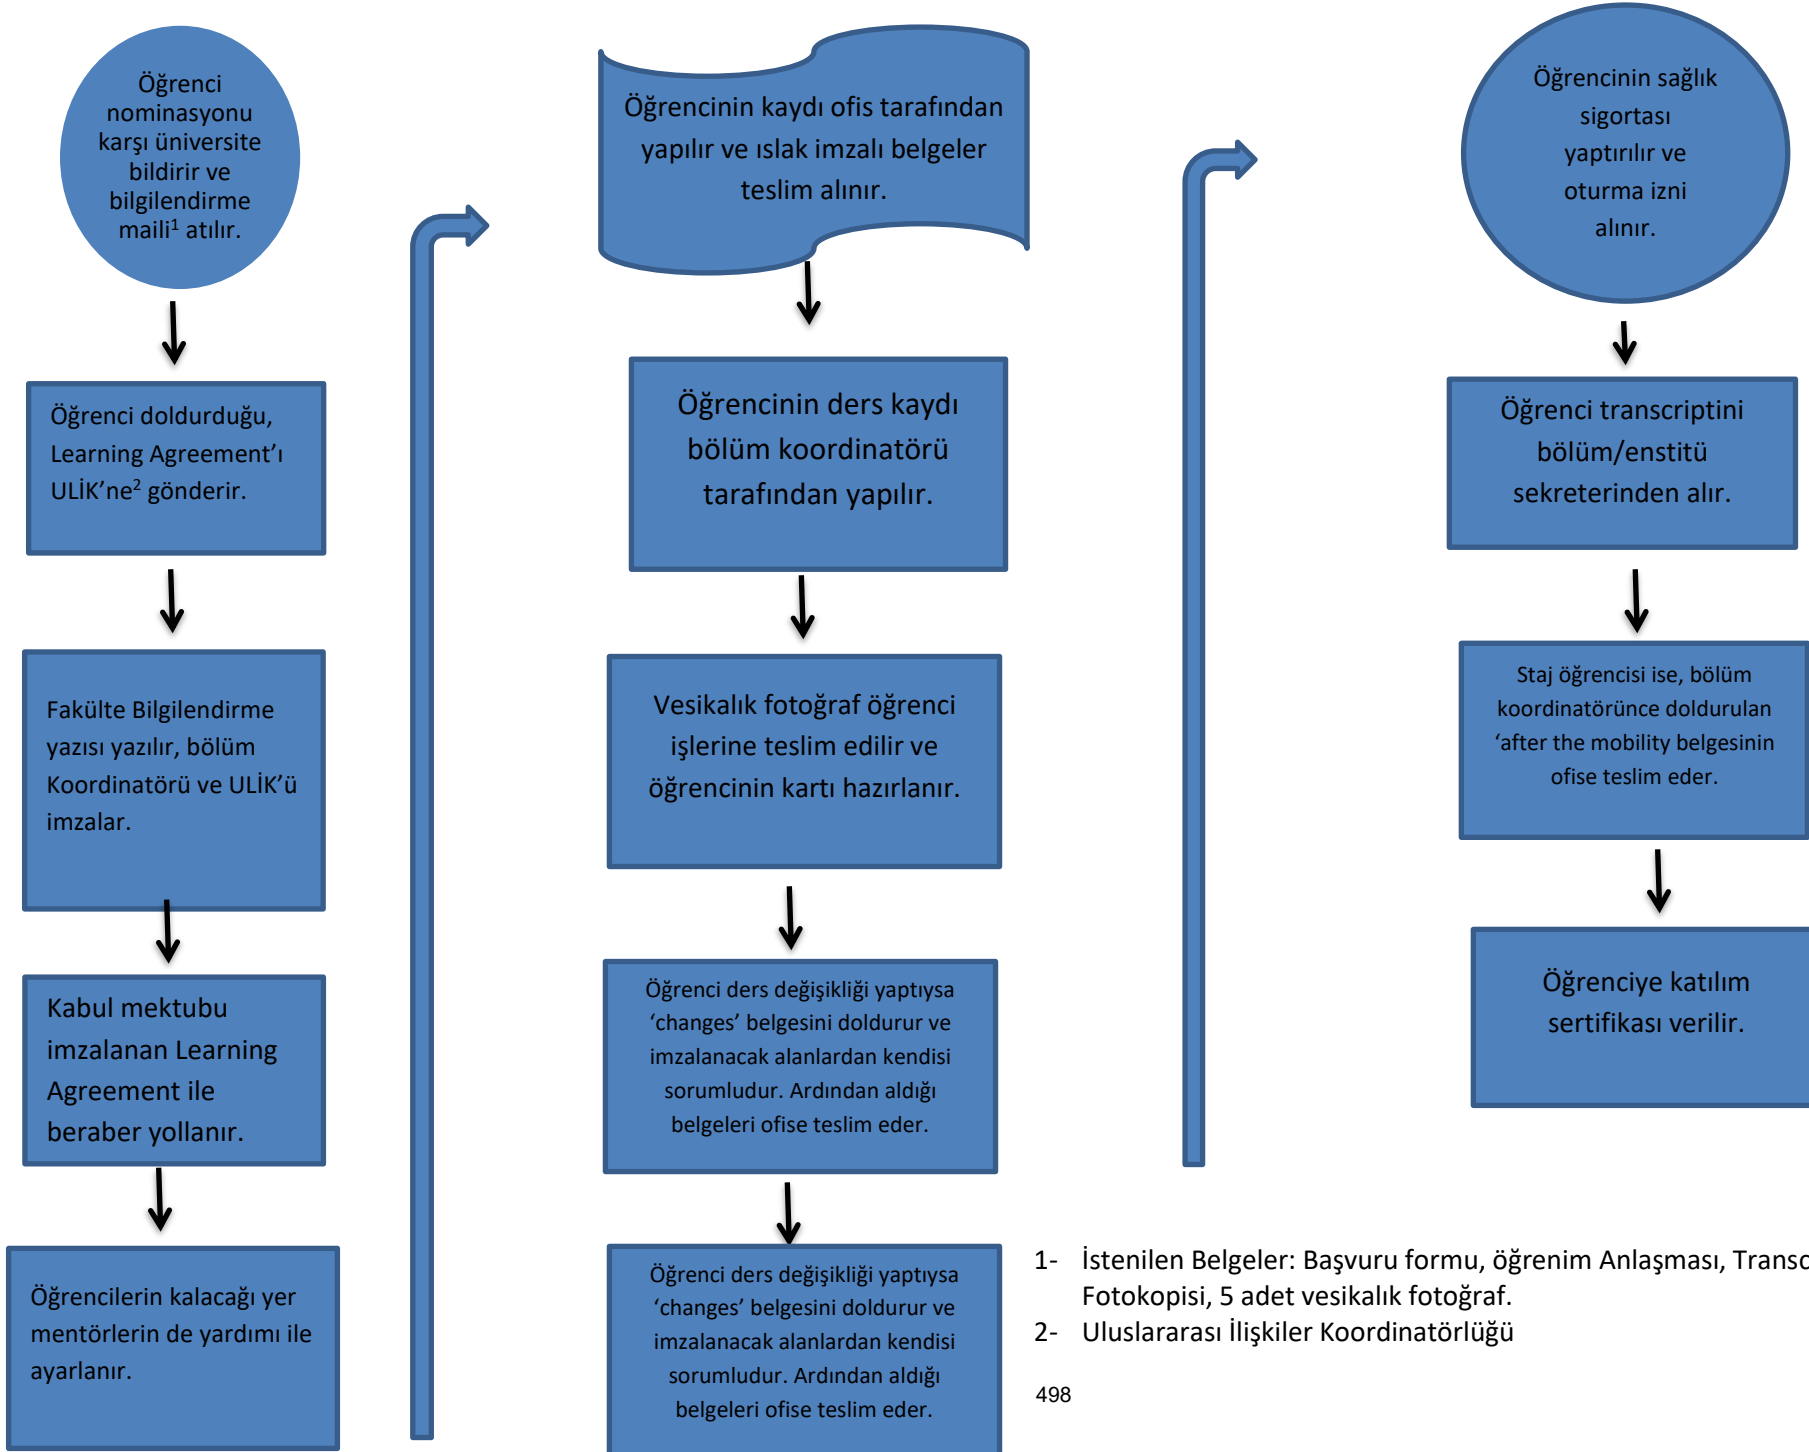 Öğrenci
nominasyonu
karşı üniversite
bildirir ve
bilgilendirme
maili¹ atılır.
Öğrenci doldurduğu,
Learning Agreement’ı
ULİK’ne² gönderir.
Fakülte Bilgilendirme
yazısı yazılır, bölüm
Koordinatörü ve ULİK’ü
imzalar.
Kabul mektubu
imzalanan Learning
Agreement ile
beraber yollanır.
Öğrencilerin kalacağı yer
mentörlerin de yardımı ile
ayarlanır.
Öğrencinin kaydı ofis tarafından
yapılır ve ıslak imzalı belgeler
teslim alınır.
Öğrencinin ders kaydı
bölüm koordinatörü
tarafından yapılır.
Vesikalık fotoğraf öğrenci
işlerine teslim edilir ve
öğrencinin kartı hazırlanır.
Öğrenci ders değişikliği yaptıysa
‘changes’ belgesini doldurur ve
imzalanacak alanlardan kendisi
sorumludur. Ardından aldığı
belgeleri ofise teslim eder.
Öğrenci ders değişikliği yaptıysa
‘changes’ belgesini doldurur ve
imzalanacak alanlardan kendisi
sorumludur. Ardından aldığı
belgeleri ofise teslim eder.
Öğrencinin sağlık
sigortası
yaptırılır ve
oturma izni
alınır.
Öğrenci transcriptini
bölüm/enstitü
sekreterinden alır.
Staj öğrencisi ise, bölüm
koordinatörünce doldurulan
‘after the mobility belgesinin
ofise teslim eder.
Öğrenciye katılım
sertifikası verilir.
1- İstenilen Belgeler: Başvuru formu, öğrenim Anlaşması,
Fotokopisi, 5 adet vesikalık fotoğraf.
2- Uluslararası İlişkiler Koordinatörlüğü
498